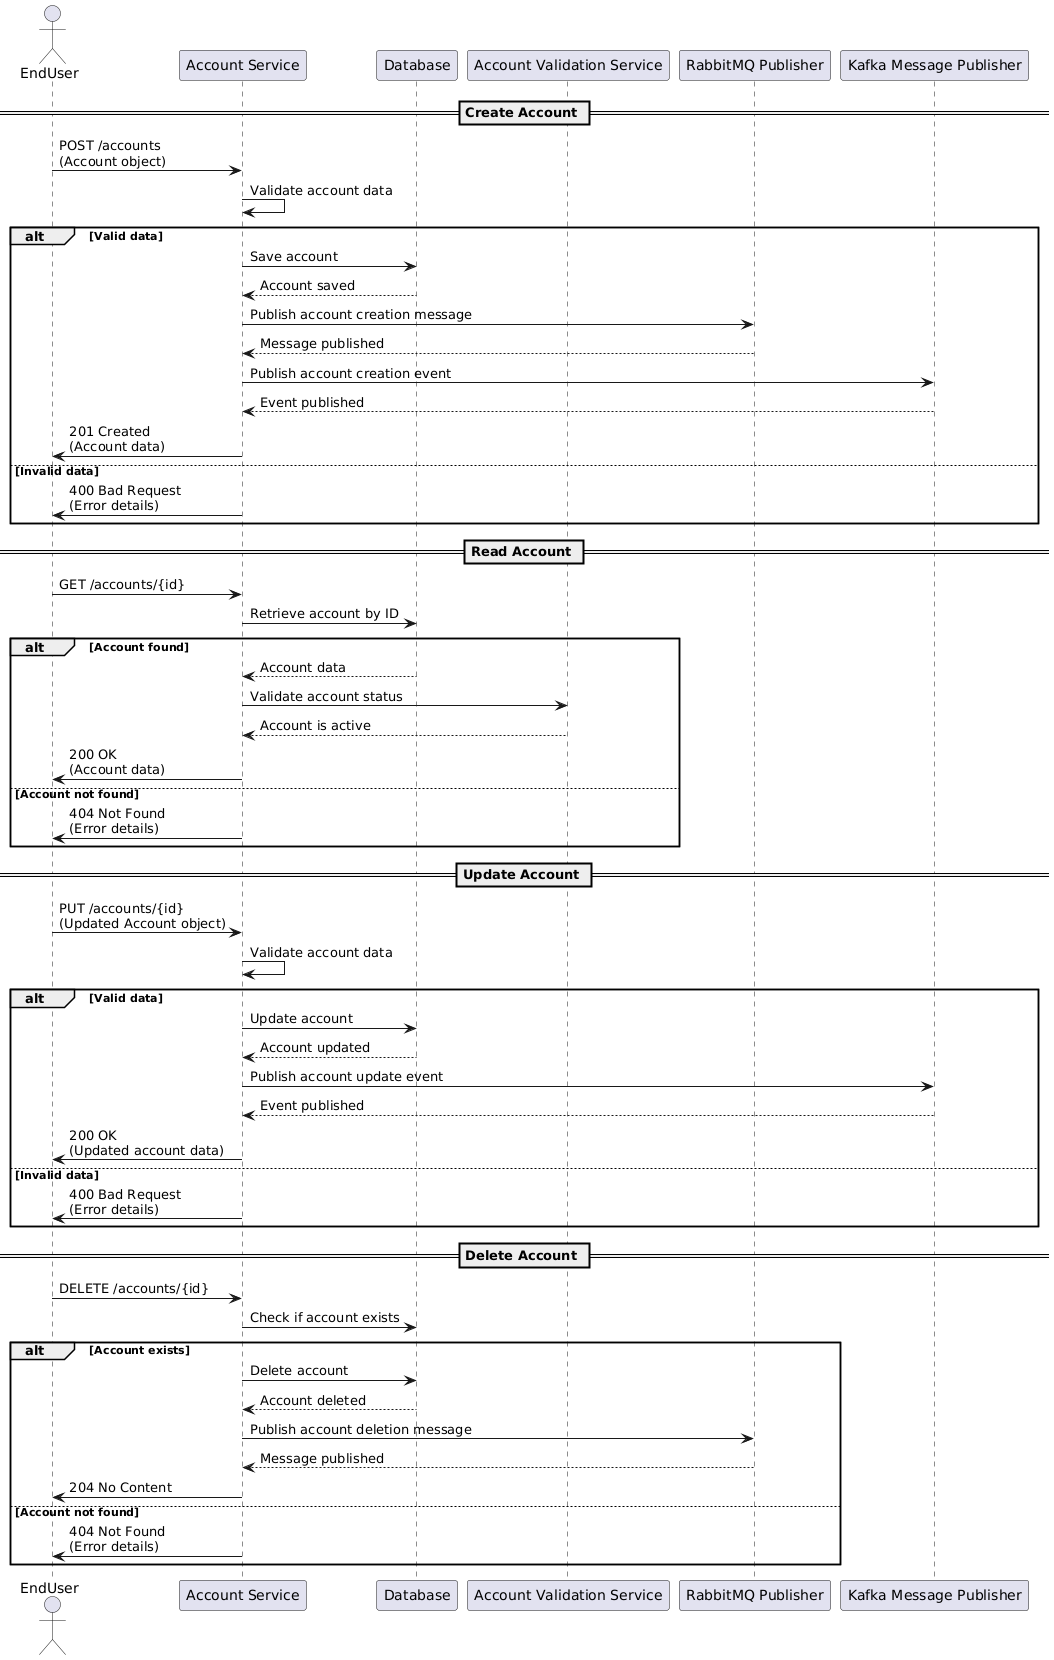 EndUser
Account Service
Database
Account Validation Service
RabbitMQ Publisher
Kafka Message Publisher
Create Account
POST /accounts
(Account object)
Validate account data
alt
[Valid data]
Save account
Account saved
Publish account creation message
Message published
Publish account creation event
Event published
201 Created
(Account data)
[Invalid data]
400 Bad Request
(Error details)
Read Account
GET /accounts/{id}
Retrieve account by ID
alt
[Account found]
Account data
Validate account status
Account is active
200 OK
(Account data)
[Account not found]
404 Not Found
(Error details)
Update Account
PUT /accounts/{id}
(Updated Account object)
Validate account data
alt
[Valid data]
Update account
Account updated
Publish account update event
Event published
200 OK
(Updated account data)
[Invalid data]
400 Bad Request
(Error details)
Delete Account
DELETE /accounts/{id}
Check if account exists
alt
[Account exists]
Delete account
Account deleted
Publish account deletion message
Message published
204 No Content
[Account not found]
404 Not Found
(Error details)
EndUser
Account Service
Database
Account Validation Service
RabbitMQ Publisher
Kafka Message Publisher